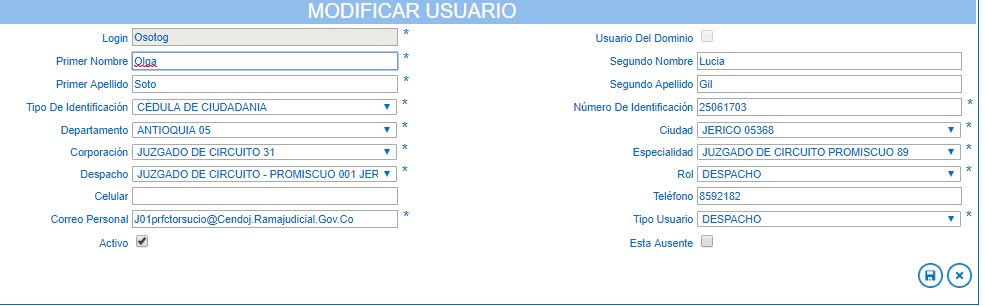 MODIFICAR USUARIO
Login Osotog * Usuario Del Dominio
Primer Nombre Olga * Segundo Nombre Lucia
Primer Apellido Soto * Segundo Apellido Gil
Tipo De Identificación CÉDULA DE CIUDADANIA * Número De Identificación 25061703 *
Departamento ANTIOQUIA 05 * Ciudad JERICO 05368 *
Corporación JUZGADO DE CIRCUITO 31 * Especialidad JUZGADO DE CIRCUITO PROMISCUO 89 *
Despacho JUZGADO DE CIRCUITO - PROMISCUO 001 JER * Rol DESPACHO *
Celular Teléfono 8592182
Correo Personal J01prfctorsucio@Cendoj.Ramajudicial.Gov.Co * Tipo Usuario DESPACHO *
Activo Esta Ausente